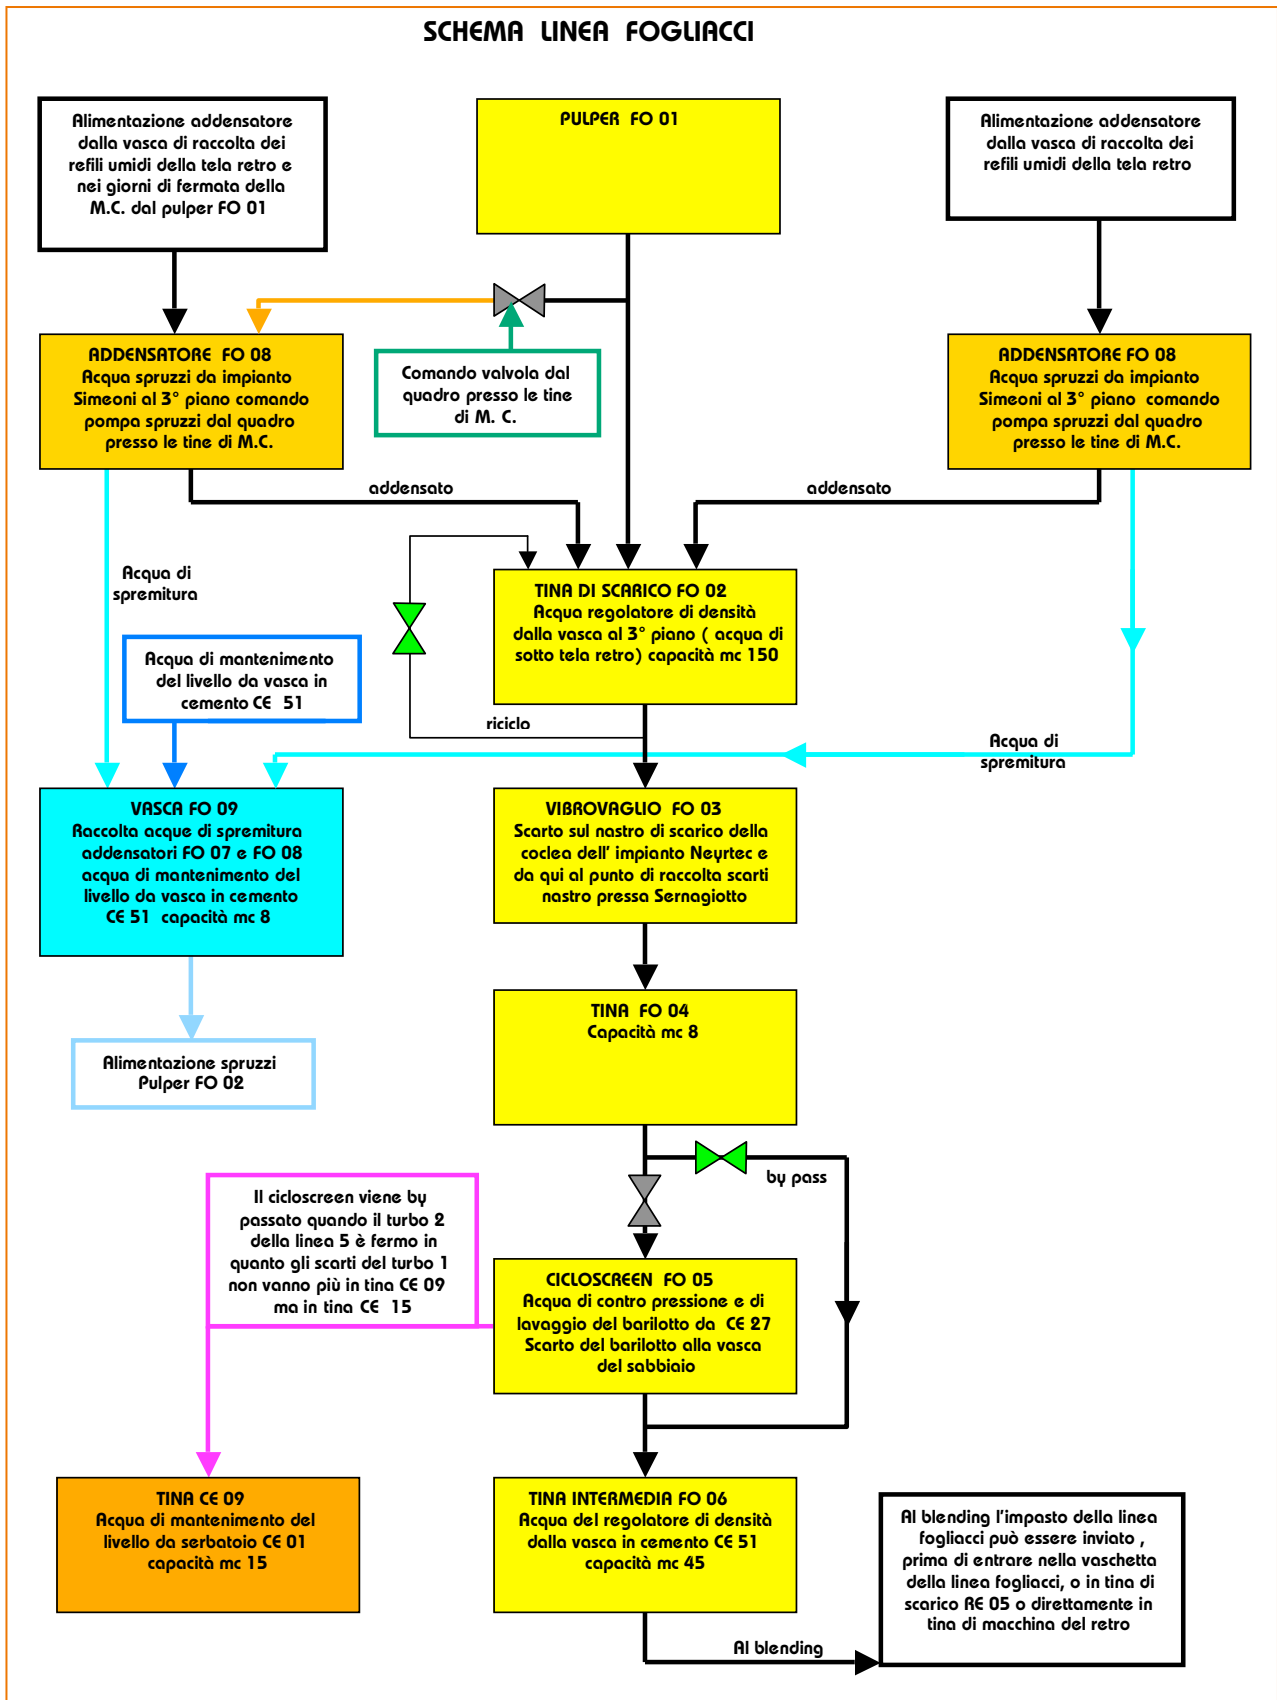 SCHEMA LINEA FOGLIACCI
Alimentazione addensatore
dalla vasca di raccolta dei
refili umidi della tela retro e
nei giorni di fermata della
M.C. dal pulper FO 01
PULPER FO 01
Alimentazione addensatore
dalla vasca di raccolta dei
refili umidi della tela retro
ADDENSATORE FO 08
Acqua spruzzi da impianto
Simeoni al 3° piano comando
pompa spruzzi dal quadro
presso le tine di M.C.
Comando valvola dal
quadro presso le tine
di M. C.
ADDENSATORE FO 08
Acqua spruzzi da impianto
Simeoni al 3° piano comando
pompa spruzzi dal quadro
presso le tine di M.C.
addensato
addensato
Acqua di
spremitura
TINA DI SCARICO FO 02
Acqua regolatore di densità
dalla vasca al 3° piano ( acqua di
sotto tela retro) capacità mc 150
Acqua di mantenimento
del livello da vasca in
cemento CE 51
riciclo
Acqua di
spremitura
VASCA FO 09
Raccolta acque di spremitura
addensatori FO 07 e FO 08
acqua di mantenimento del
livello da vasca in cemento
CE 51 capacità mc 8
VIBROVAGLIO FO 03
Scarto sul nastro di scarico della
coclea dell' impianto Neyrtec e
da qui al punto di raccolta scarti
nastro pressa Sernagiotto
TINA FO 04
Capacità mc 8
Alimentazione spruzzi
Pulper FO 02
by pass
Il cicloscreen viene by
passato quando il turbo 2
della linea 5 è fermo in
quanto gli scarti del turbo 1
non vanno più in tina CE 09
ma in tina CE 15
CICLOSCREEN FO 05
Acqua di contro pressione e di
lavaggio del barilotto da CE 27
Scarto del barilotto alla vasca
del sabbiaio
TINA CE 09
Acqua di mantenimento del
livello da serbatoio CE 01
capacità mc 15
TINA INTERMEDIA FO 06
Acqua del regolatore di densità
dalla vasca in cemento CE 51
capacità mc 45
Al blending l'impasto della linea
fogliacci può essere inviato ,
prima di entrare nella vaschetta
della linea fogliacci, o in tina di
scarico RE 05 o direttamente in
tina di macchina del retro
Al blending